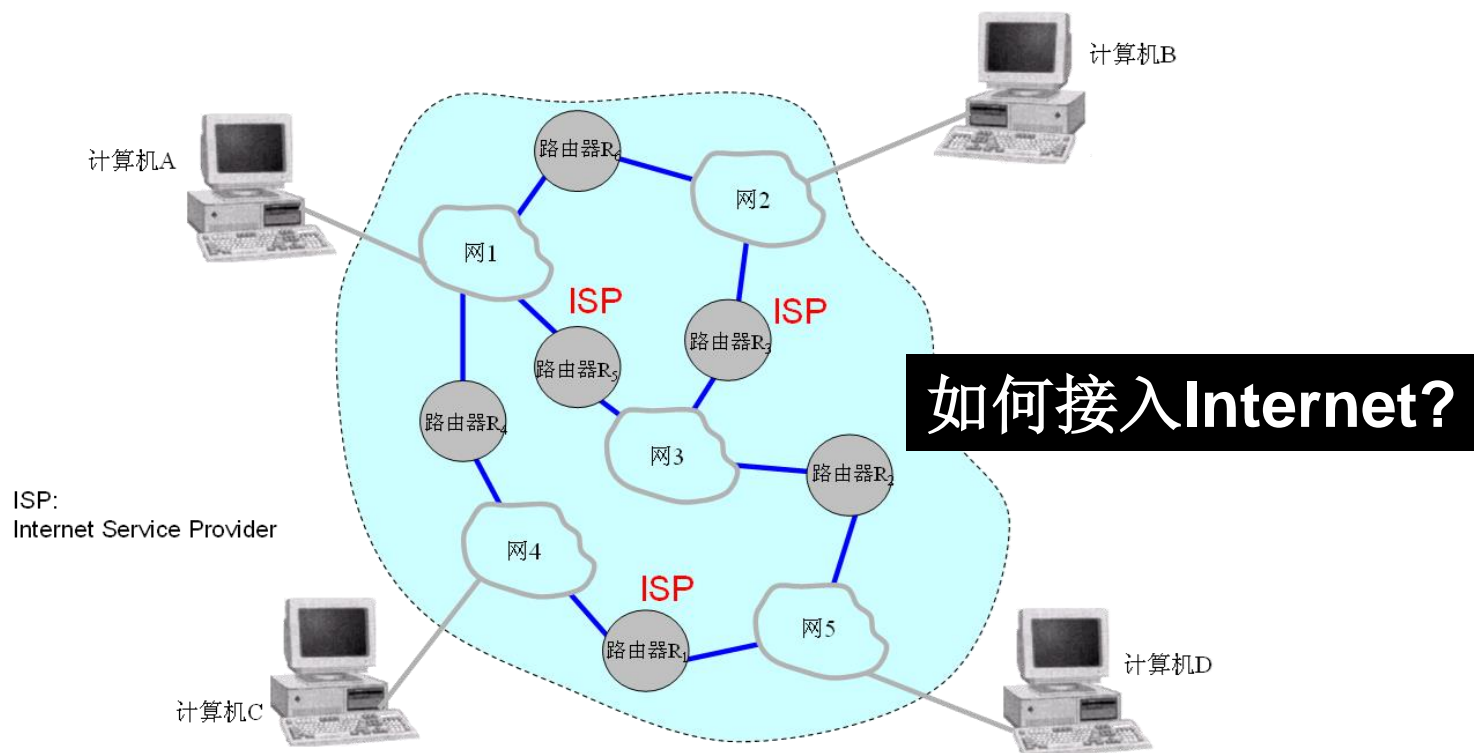 计算机B
计算机A
路由器R6
网2
网1
ISP
ISP
路由器R3
路由器R5
如何接入Internet?
路由器R4
网3
路由器R2
ISP:
Internet Service Provider
网4
ISP
网5
路由器R1
计算机D
计算机C